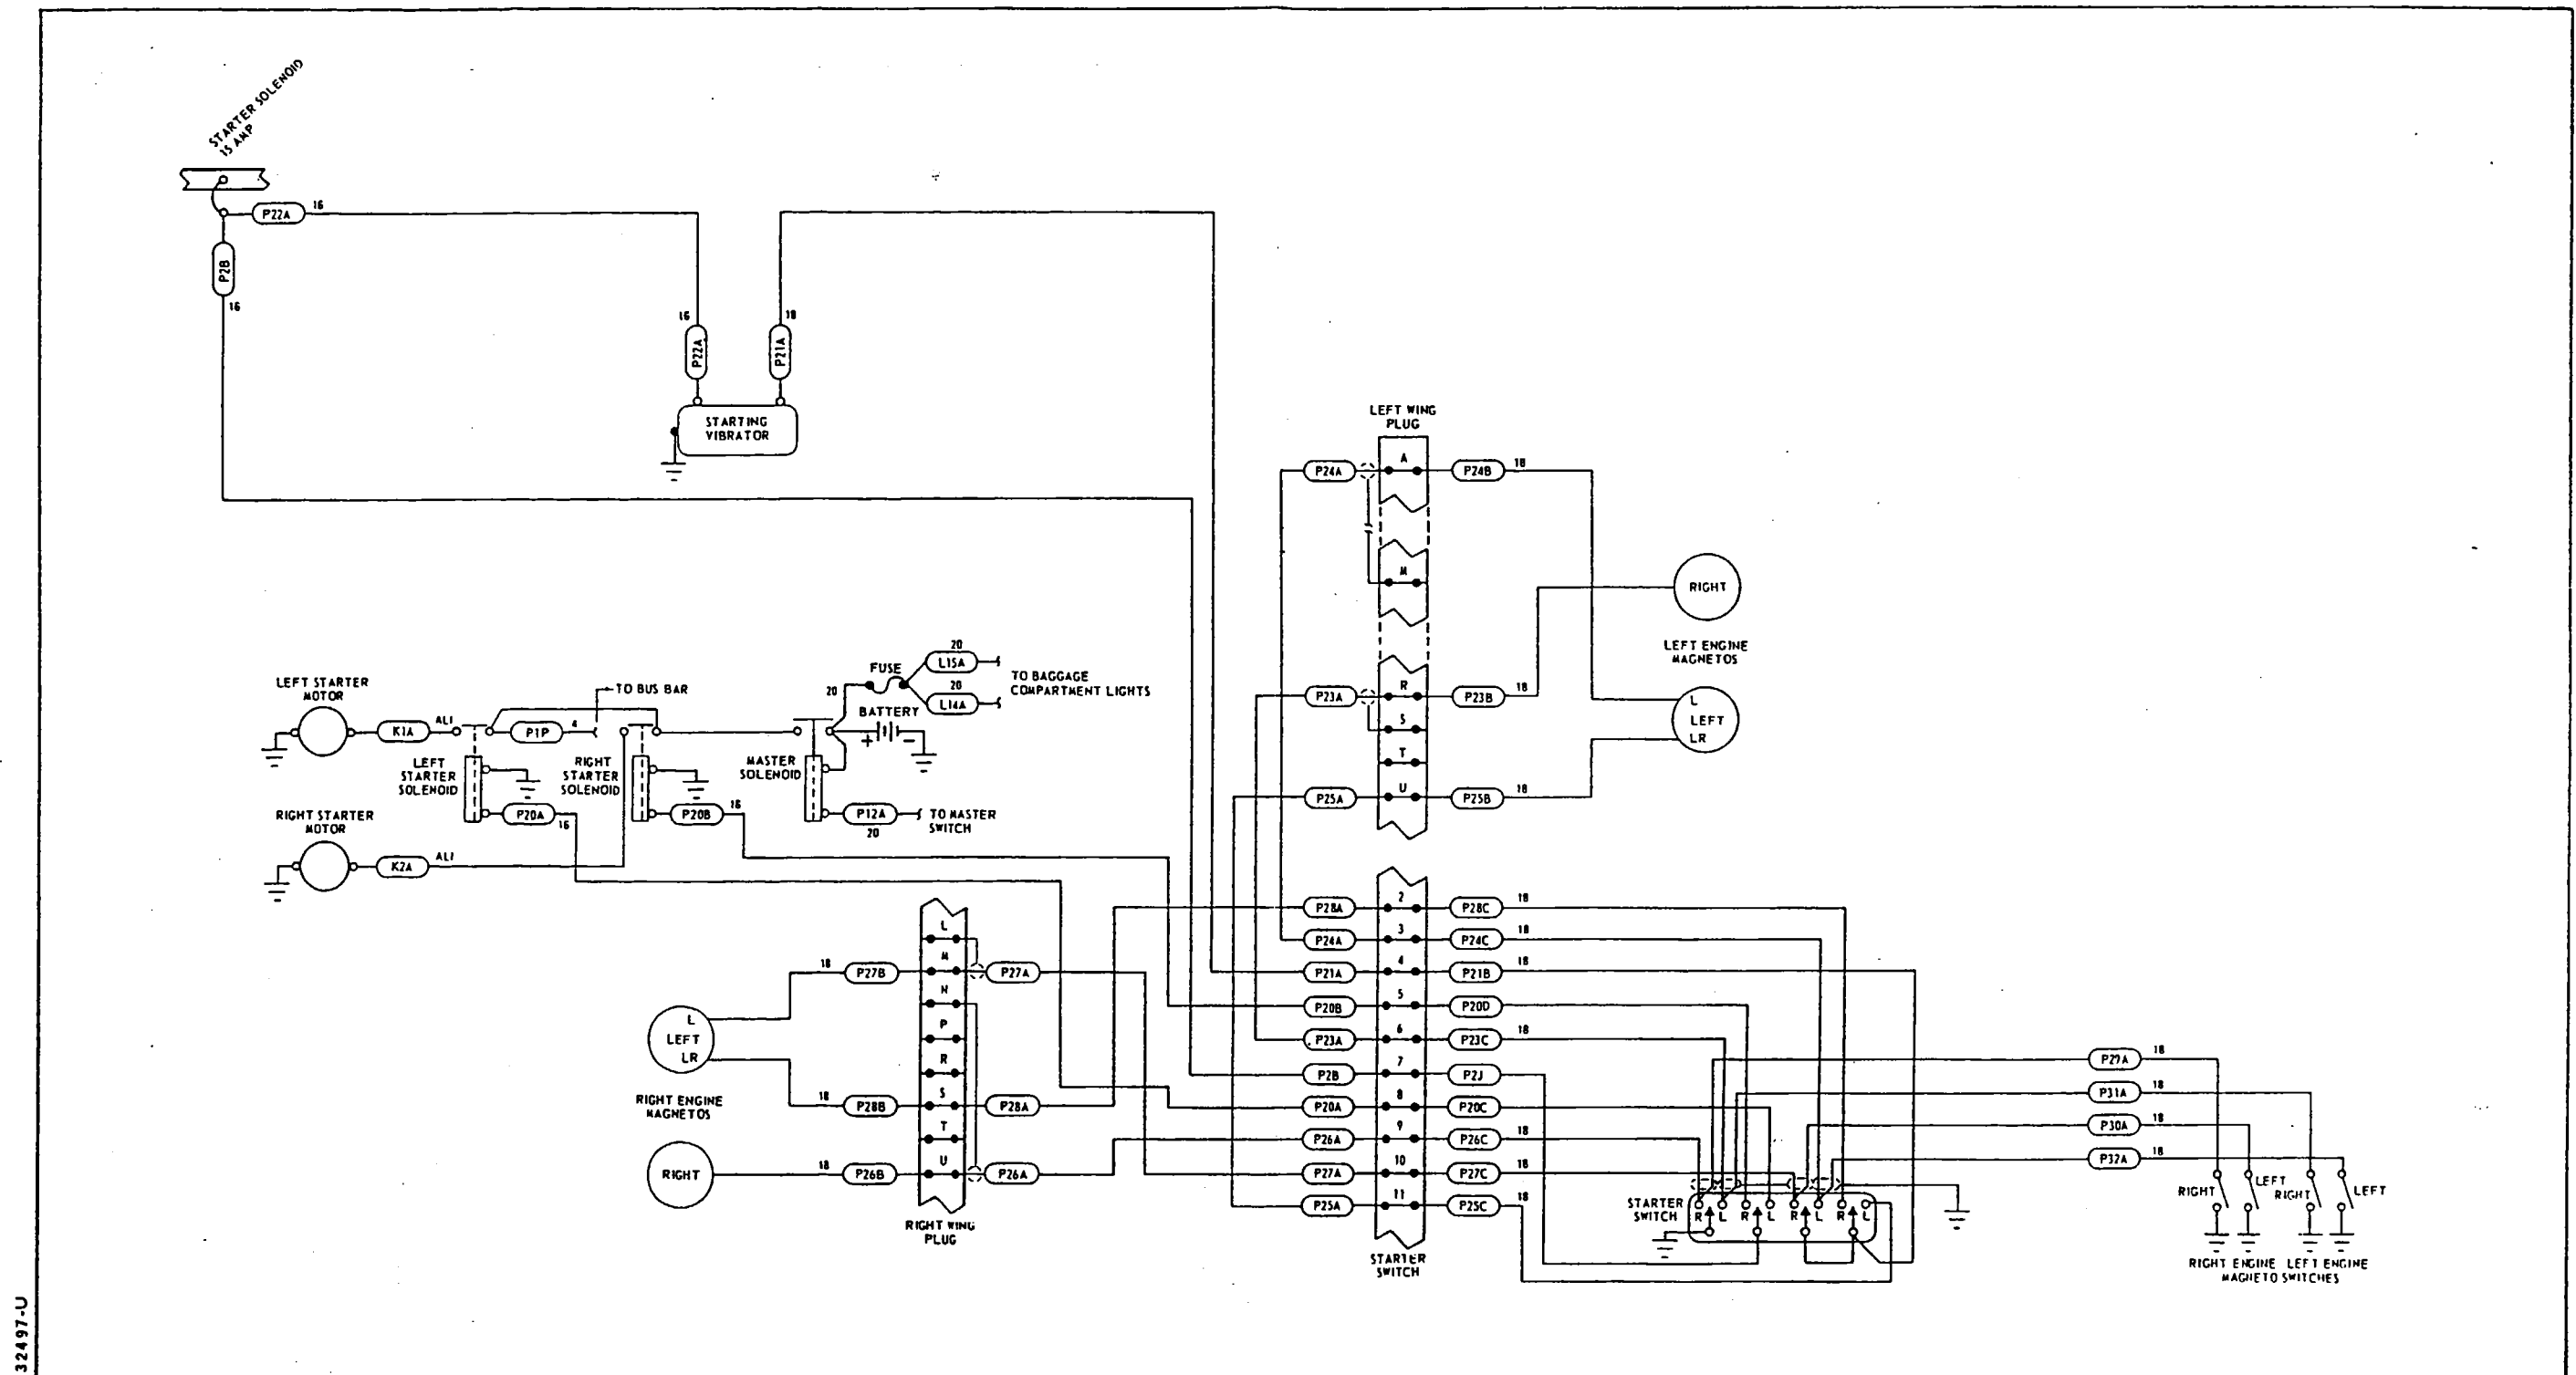 STARTER SOLENOID
15 AMP
P22A
16
P2B
16
16
P22A
18
P21A
STARTING
VIBRATOR
LEFT WING
PLUG
P24A
A
P24B
18
M
RIGHT
LEFT ENGINE
MAGNETOS
P23A
R
P23B
18
S
T
L
LEFT
LR
P25A
U
P25B
18
LEFT STARTER
MOTOR
K1A
AL1
P1P
4
TO BUS BAR
20
FUSE
20
L15A
20
L14A
TO BAGGAGE
COMPARTMENT LIGHTS
BATTERY
+
-
LEFT
STARTER
SOLENOID
RIGHT
STARTER
SOLENOID
MASTER
SOLENOID
P20A
16
P20B
16
P12A
20
TO MASTER
SWITCH
RIGHT STARTER
MOTOR
K2A
AL1
P28A
2
P28C
18
P24A
3
P24C
18
P21A
4
P21B
18
P20B
5
P20D
P23A
6
P23C
18
P2B
7
P2J
P20A
8
P20C
P26A
9
P26C
18
P27A
10
P27C
18
P25A
11
P25C
18
STARTER
SWITCH
L
18
P27B
M
P27A
N
P
R
18
P28B
S
P28A
T
18
P26B
U
P26A
RIGHT WING
PLUG
L
LEFT
LR
RIGHT ENGINE
MAGNETOS
RIGHT
STARTER
SWITCH
R L R L R L R L
P29A
18
P31A
18
P30A
18
P32A
18
RIGHT
LEFT
RIGHT
LEFT
RIGHT ENGINE LEFT ENGINE
MAGNETO SWITCHES
32497-U